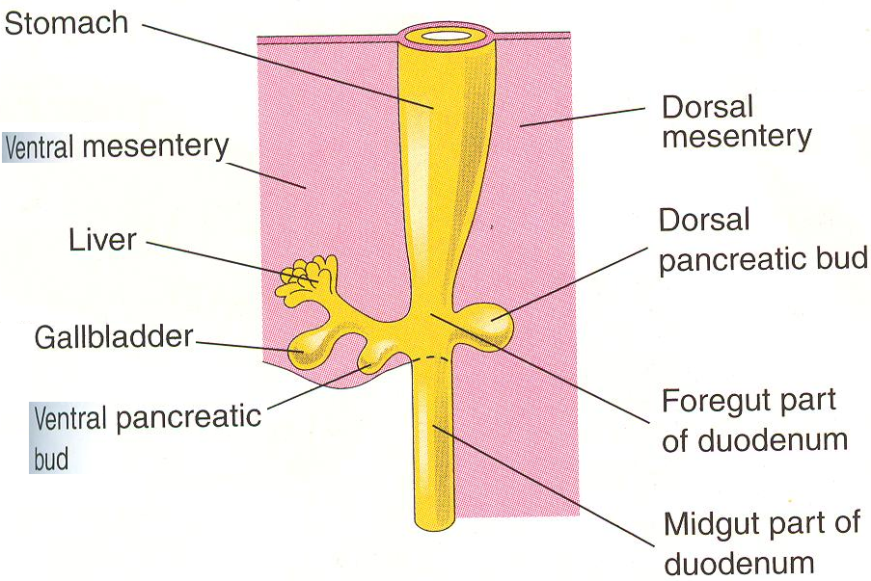 Stomach
Ventral mesentery
Liver
Gallbladder
Ventral pancreatic
bud
Dorsal
mesentery
Dorsal
pancreatic bud
Foregut part
of duodenum
Midgut part of
duodenum